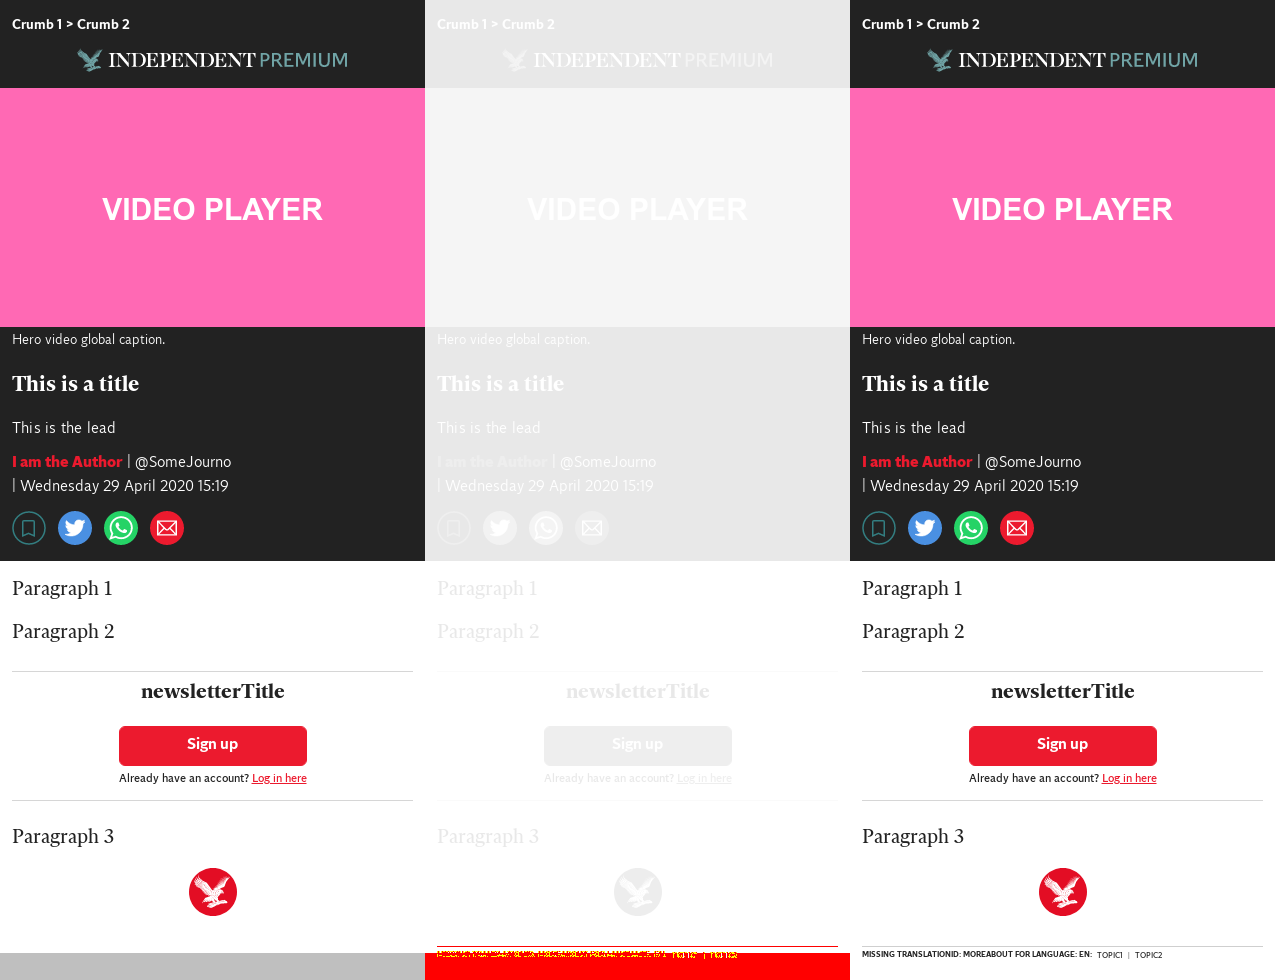 Crumb 1 > Crumb 2
INDEPENDENT PREMIUM
VIDEO PLAYER
Hero video global caption.
This is a title
This is the lead
I am the Author | @SomeJourno
| Wednesday 29 April 2020 15:19
Paragraph 1
Paragraph 2
newsletterTitle
Sign up
Already have an account? Log in here
Paragraph 3
Crumb 1 > Crumb 2
INDEPENDENT PREMIUM
VIDEO PLAYER
Hero video global caption.
This is a title
This is the lead
I am the Author | @SomeJourno
| Wednesday 29 April 2020 15:19
Paragraph 1
Paragraph 2
newsletterTitle
Sign up
Already have an account? Log in here
Paragraph 3
Crumb 1 > Crumb 2
INDEPENDENT PREMIUM
VIDEO PLAYER
Hero video global caption.
This is a title
This is the lead
I am the Author | @SomeJourno
| Wednesday 29 April 2020 15:19
Paragraph 1
Paragraph 2
newsletterTitle
Sign up
Already have an account? Log in here
Paragraph 3
MISSING TRANSLATIONID: MOREABOUT FOR LANGUAGE: EN: TOPIC1 | TOPIC2